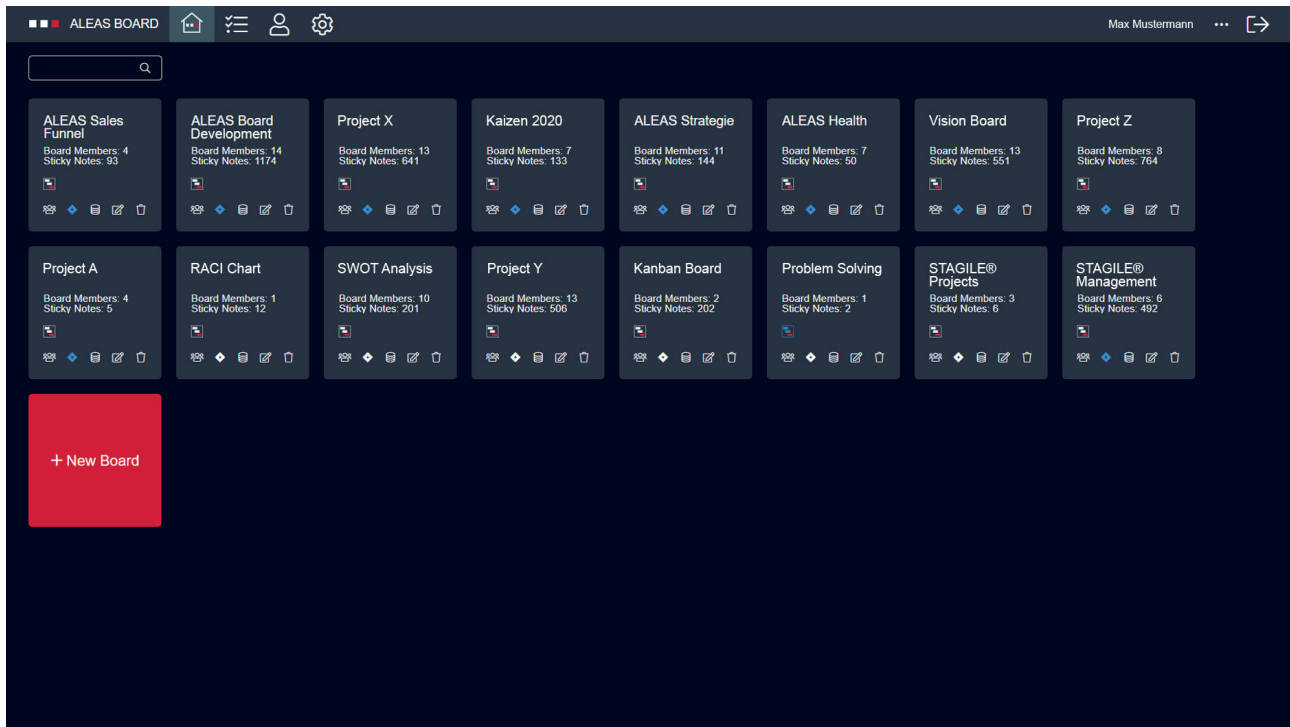 ALEAS BOARD
Max Mustermann
ALEAS Sales
Funnel
Board Members: 4
Sticky Notes: 93
ALEAS Board
Development
Board Members: 14
Sticky Notes: 1174
Project X
Board Members: 13
Sticky Notes: 641
Kaizen 2020
Board Members: 7
Sticky Notes: 133
ALEAS Strategie
Board Members: 11
Sticky Notes: 144
ALEAS Health
Board Members: 7
Sticky Notes: 50
Vision Board
Board Members: 13
Sticky Notes: 551
Project Z
Board Members: 8
Sticky Notes: 764
Project A
Board Members: 4
Sticky Notes: 5
RACI Chart
Board Members: 1
Sticky Notes: 12
SWOT Analysis
Board Members: 10
Sticky Notes: 201
Project Y
Board Members: 13
Sticky Notes: 506
Kanban Board
Board Members: 2
Sticky Notes: 202
Problem Solving
Board Members: 1
Sticky Notes: 2
STAGILE®
Projects
Board Members: 3
Sticky Notes: 6
STAGILE®
Management
Board Members: 6
Sticky Notes: 492
+ New Board